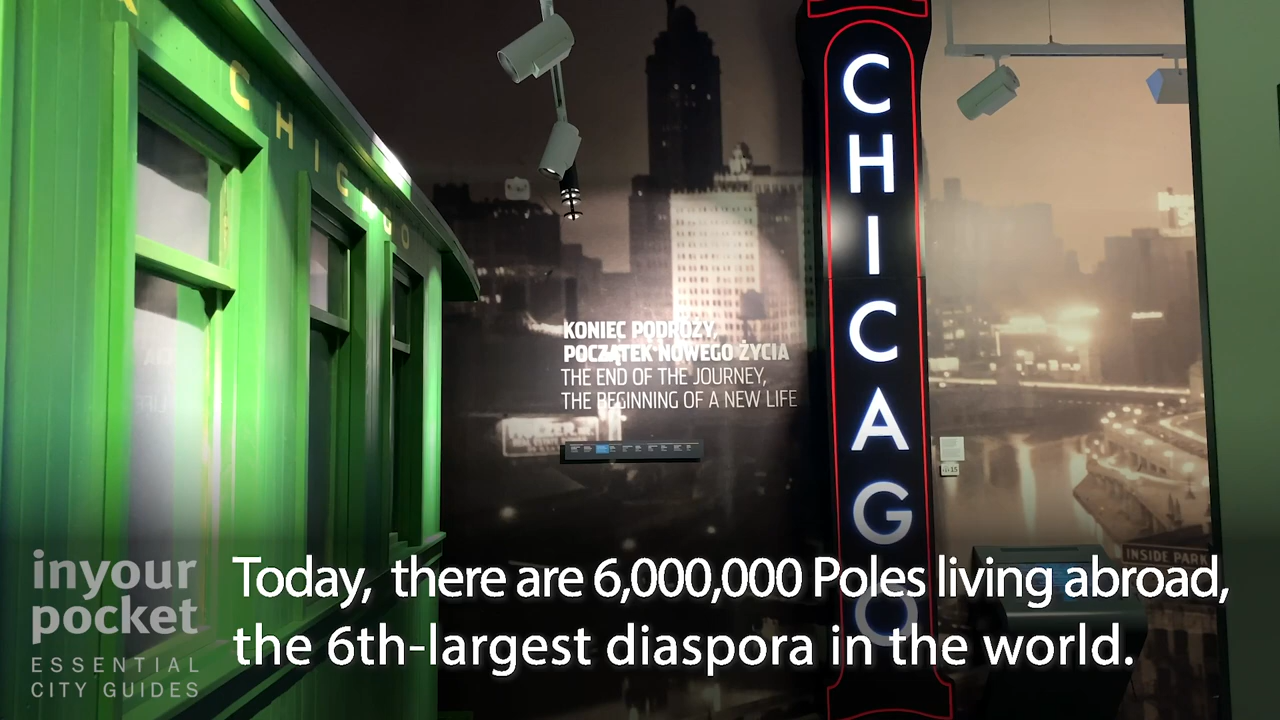 CHICAGO
CHICAGO
KONIEC PODRÓŻY,
POCZĄTEK NOWEGO ŻYCIA
THE END OF THE JOURNEY,
THE BEGINNING OF A NEW LIFE
15
INSIDE PARK
inyour
pocket
ESSENTIAL
CITY GUIDES
Today, there are 6,000,000 Poles living abroad,
the 6th-largest diaspora in the world.